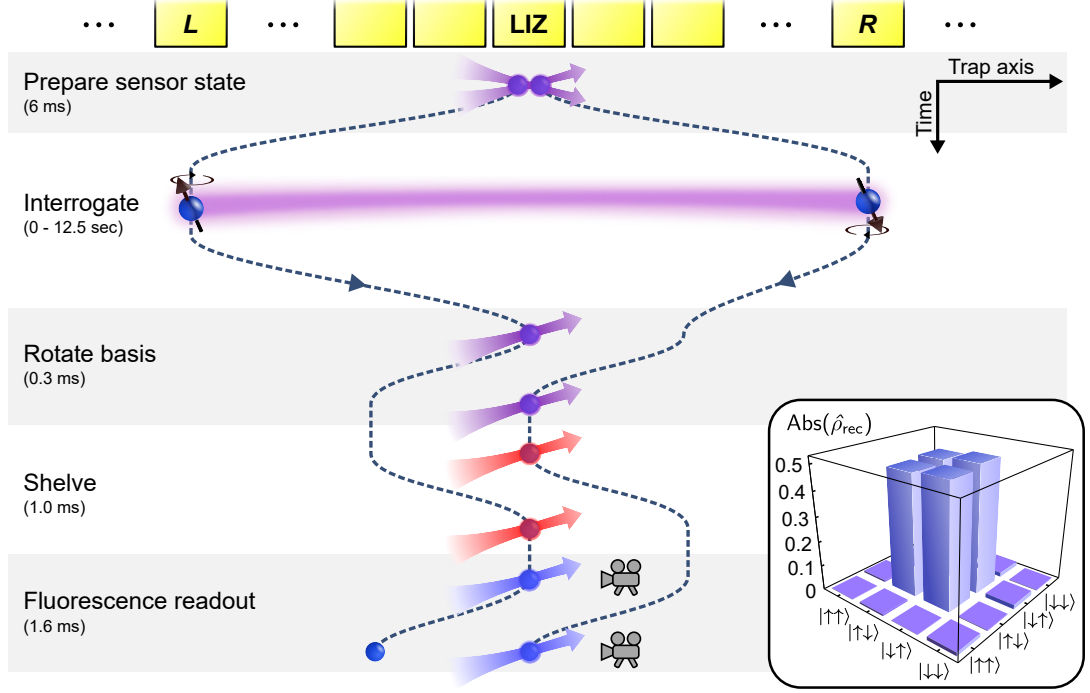 ... L ... LIZ ... R ...
Prepare sensor state
(6 ms)
Trap axis
Time
Interrogate
(0 - 12.5 sec)
Rotate basis
(0.3 ms)
Shelve
(1.0 ms)
Fluorescence readout
(1.6 ms)
Abs(ρ̂rec)
0.5
0.4
0.3
0.2
0.1
0
|↑↑⟩
|↑↓⟩
|↓↑⟩
|↓↓⟩
|↑↑⟩
|↑↓⟩
|↓↑⟩
|↓↓⟩